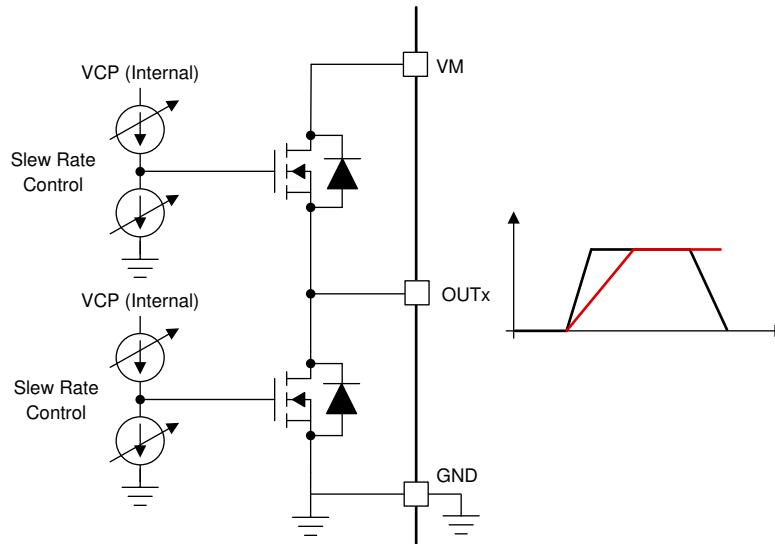 VM
VCP (Internal)
Slew Rate
Control
OUTx
VCP (Internal)
Slew Rate
Control
GND